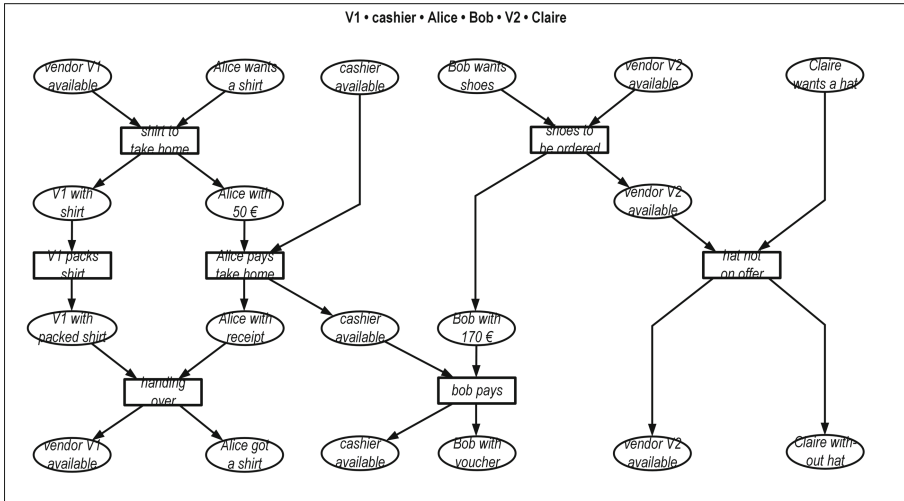 V1 • cashier • Alice • Bob • V2 • Claire
vendor V1
available
Alice wants
a shirt
cashier
available
Bob wants
shoes
vendor V2
available
Claire
wants a hat
shirt to
take home
shoes to
be ordered
V1 with
shirt
Alice with
50 €
vendor V2
available
V1 packs
shirt
Alice pays
take home
hat not
on offer
V1 with
packed shirt
Alice with
receipt
cashier
available
Bob with
170 €
handing
over
bob pays
vendor V1
available
Alice got
a shirt
cashier
available
Bob with
voucher
vendor V2
available
Claire with-
out hat